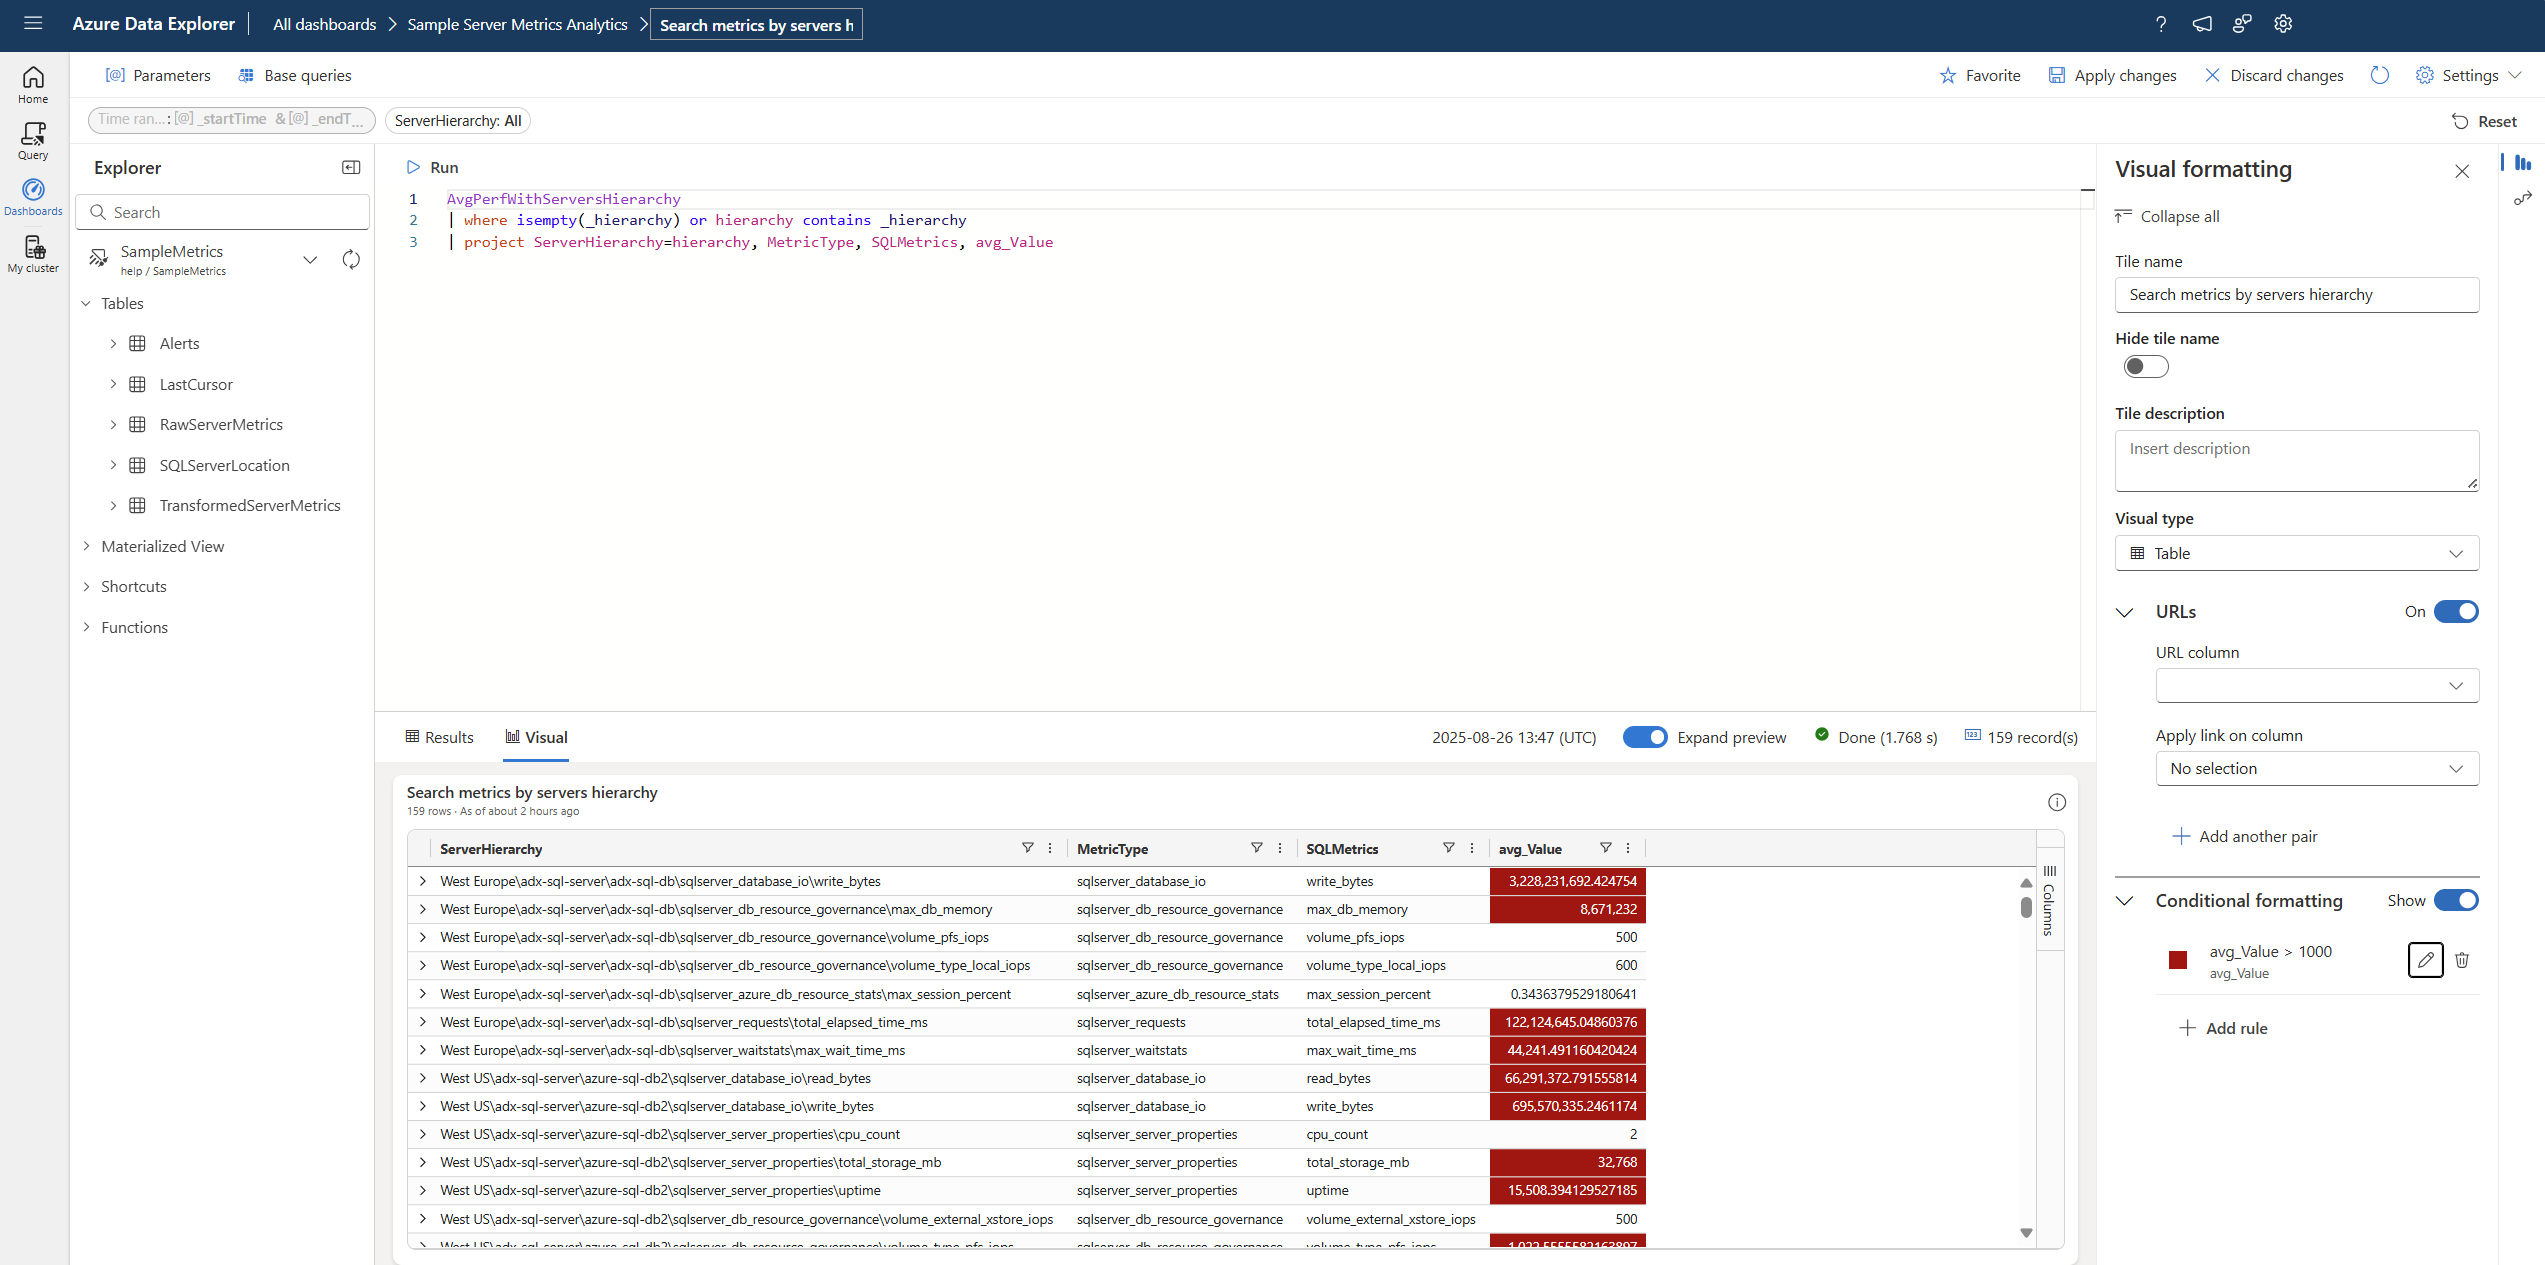 Azure Data Explorer
All dashboards
Sample Server Metrics Analytics
Search metrics by servers h
Home
Query
Dashboards
My cluster
Parameters
Base queries
Favorite
Apply changes
Discard changes
Settings
Time ran...: [@] _startTime & [@] _endT...
ServerHierarchy: All
Reset
Explorer
Search
SampleMetrics
help / SampleMetrics
Tables
Alerts
LastCursor
RawServerMetrics
SQLServerLocation
TransformedServerMetrics
Materialized View
Shortcuts
Functions
Run
1 AvgPerfWithServersHierarchy
2 | where isempty(_hierarchy) or hierarchy contains _hierarchy
3 | project ServerHierarchy=hierarchy, MetricType, SQLMetrics, avg_Value
Results
Visual
2025-08-26 13:47 (UTC)
Expand preview
Done (1.768 s)
159 record(s)
Search metrics by servers hierarchy
159 rows · As of about 2 hours ago
ServerHierarchy MetricType SQLMetrics avg_Value
West Europe\adx-sql-server\adx-sql-db\sqlserver_database_io\write_bytes sqlserver_database_io write_bytes 3,228,231,692.424754
West Europe\adx-sql-server\adx-sql-db\sqlserver_db_resource_governance\max_db_memory sqlserver_db_resource_governance max_db_memory 8,671,232
West Europe\adx-sql-server\adx-sql-db\sqlserver_db_resource_governance\volume_pfs_iops sqlserver_db_resource_governance volume_pfs_iops 500
West Europe\adx-sql-server\adx-sql-db\sqlserver_db_resource_governance\volume_type_local_iops sqlserver_db_resource_governance volume_type_local_iops 600
West Europe\adx-sql-server\adx-sql-db\sqlserver_azure_db_resource_stats\max_session_percent sqlserver_azure_db_resource_stats max_session_percent 0.3436379529180641
West Europe\adx-sql-server\adx-sql-db\sqlserver_requests\total_elapsed_time_ms sqlserver_requests total_elapsed_time_ms 122,124,645.04860376
West Europe\adx-sql-server\adx-sql-db\sqlserver_waitstats\max_wait_time_ms sqlserver_waitstats max_wait_time_ms 44,241.491160420424
West US\adx-sql-server\azure-sql-db2\sqlserver_database_io\read_bytes sqlserver_database_io read_bytes 66,291,372.791555814
West US\adx-sql-server\azure-sql-db2\sqlserver_database_io\write_bytes sqlserver_database_io write_bytes 695,570,335.2461174
West US\adx-sql-server\azure-sql-db2\sqlserver_server_properties\cpu_count sqlserver_server_properties cpu_count 2
West US\adx-sql-server\azure-sql-db2\sqlserver_server_properties\total_storage_mb sqlserver_server_properties total_storage_mb 32,768
West US\adx-sql-server\azure-sql-db2\sqlserver_server_properties\uptime sqlserver_server_properties uptime 15,508.394129527185
West US\adx-sql-server\azure-sql-db2\sqlserver_db_resource_governance\volume_external_xstore_iops sqlserver_db_resource_governance volume_external_xstore_iops 500
Columns
Visual formatting
Collapse all
Tile name
Search metrics by servers hierarchy
Hide tile name
Tile description
Insert description
Visual type
Table
URLs
On
URL column
Apply link on column
No selection
Add another pair
Conditional formatting
Show
avg_Value > 1000
avg_Value
Add rule